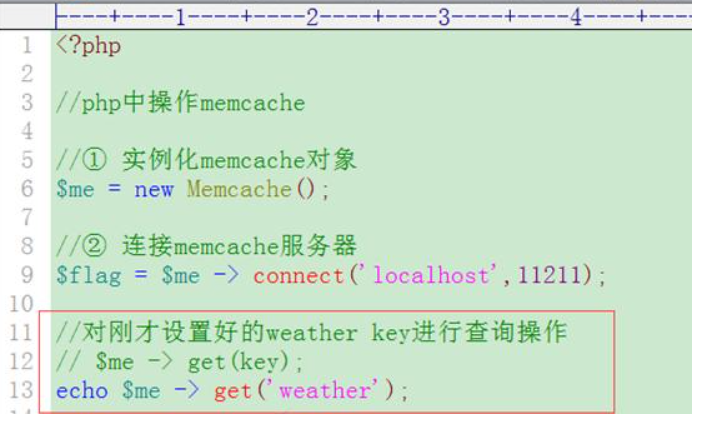 ----+----1----+----2----+----3----+----4----+---
1 <?php
2
3 //php中操作memcache
4
5 //① 实例化memcache对象
6 $me = new Memcache();
7
8 //② 连接memcache服务器
9 $flag = $me -> connect('localhost',11211);
10
11 //对刚才设置好的weather key进行查询操作
12 // $me -> get(key);
13 echo $me -> get('weather');